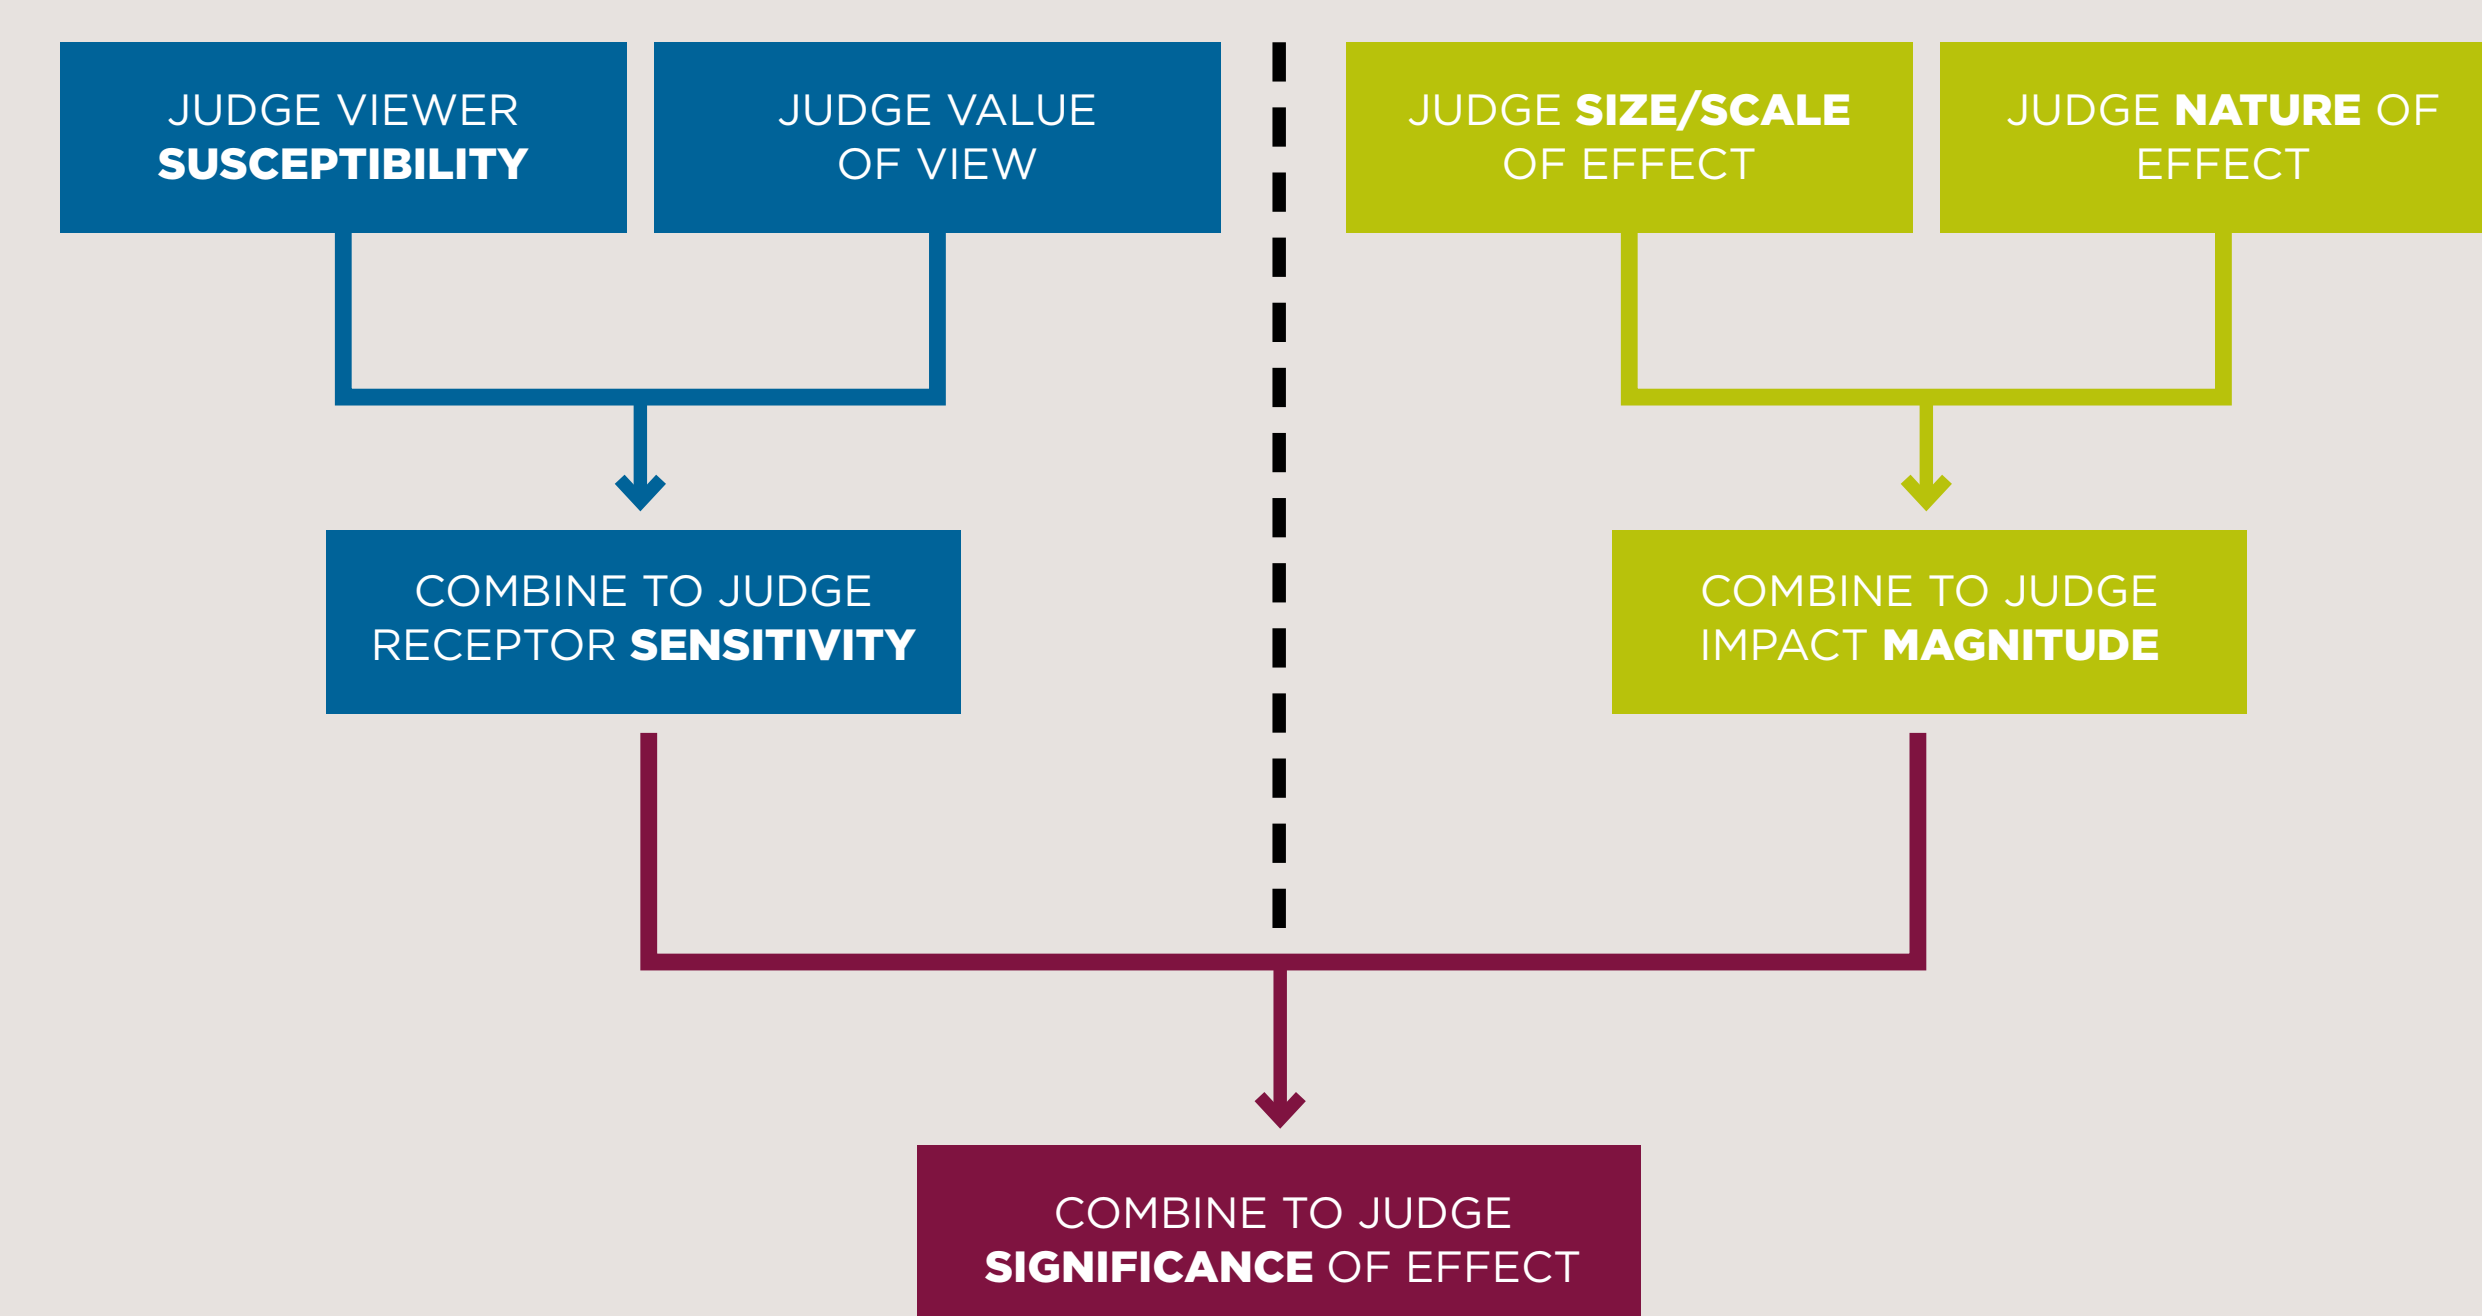 JUDGE VIEWER
SUSCEPTIBILITY
JUDGE VALUE
OF VIEW
JUDGE SIZE/SCALE
OF EFFECT
JUDGE NATURE OF
EFFECT
COMBINE TO JUDGE
RECEPTOR SENSITIVITY
COMBINE TO JUDGE
IMPACT MAGNITUDE
COMBINE TO JUDGE
SIGNIFICANCE OF EFFECT